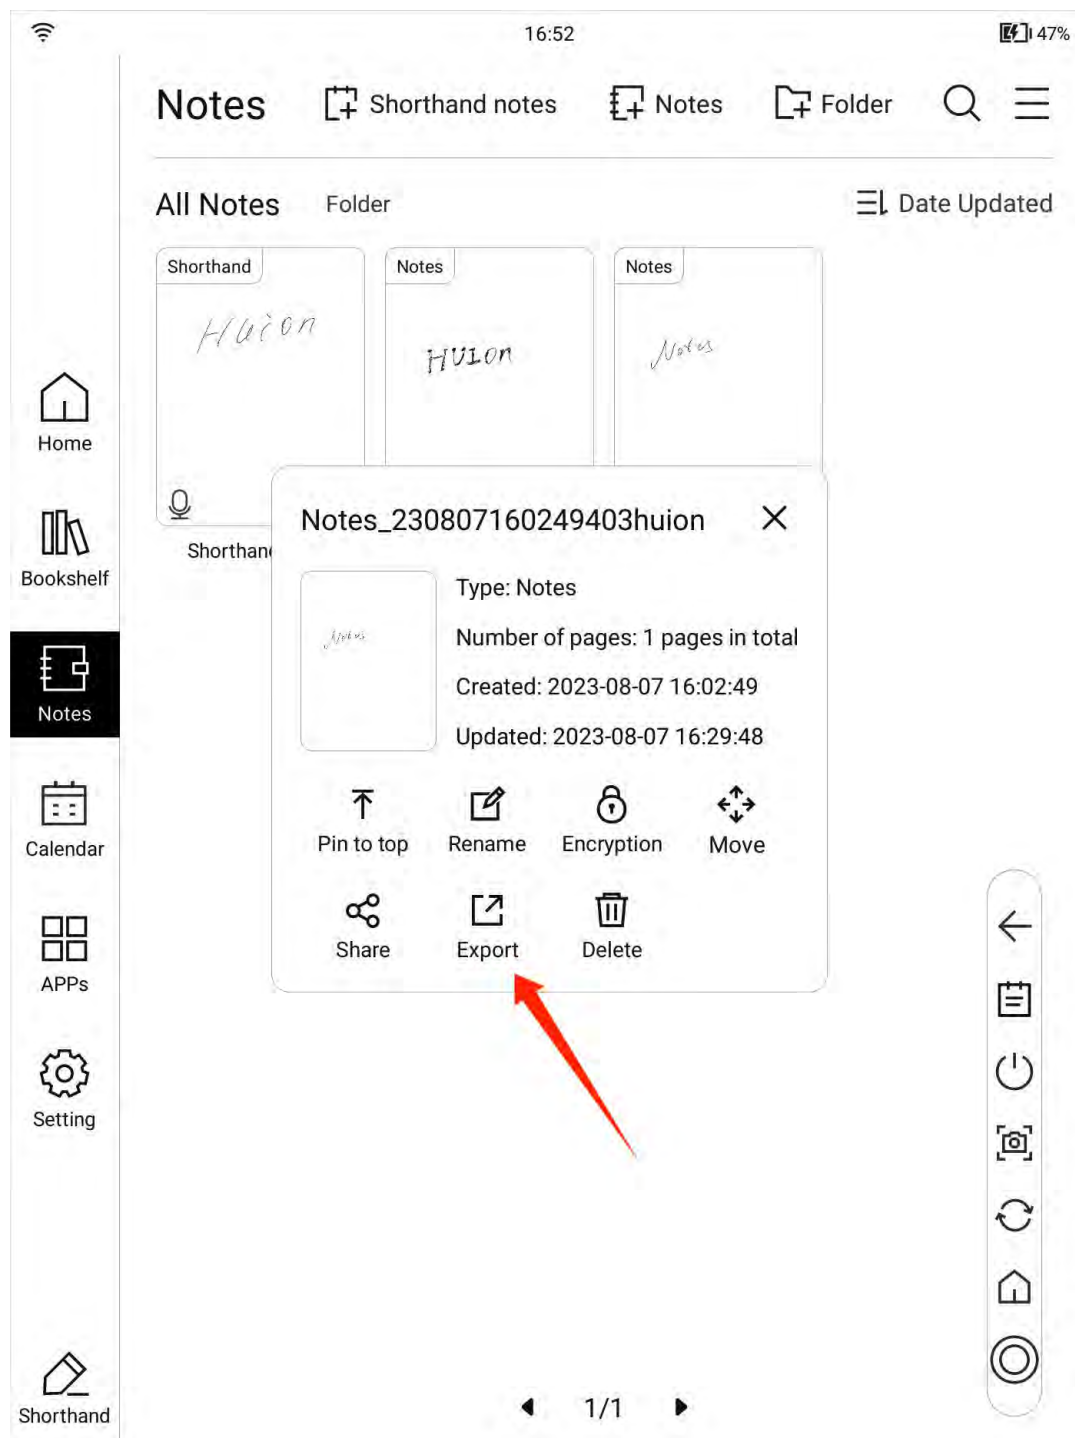 16:52
47%
Notes
Shorthand notes
Notes
Folder
All Notes
Folder
Date Updated
Shorthand
Notes
Notes
Huion
HUIon
Notes
Home
Bookshelf
Notes
Calendar
APPs
Setting
Shorthand
Shorthand
Notes_230807160249403huion
Notes
Type: Notes
Number of pages: 1 pages in total
Created: 2023-08-07 16:02:49
Updated: 2023-08-07 16:29:48
Pin to top
Rename
Encryption
Move
Share
Export
Delete
1/1